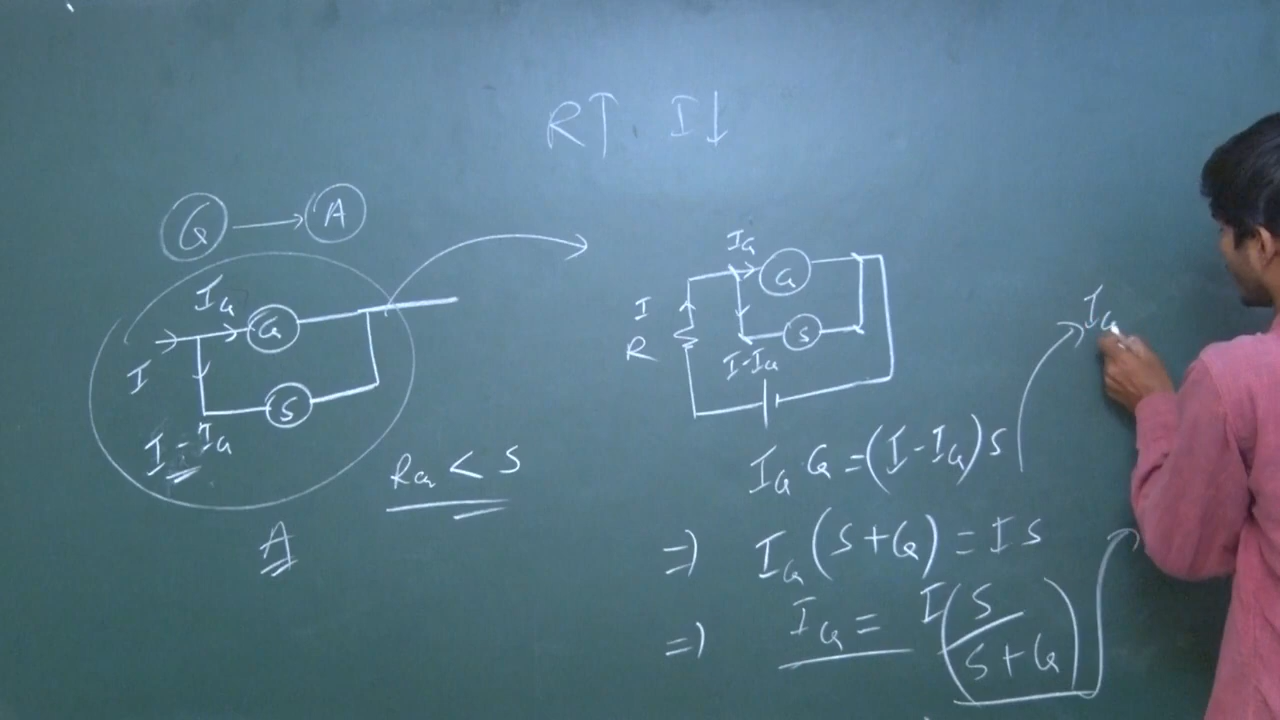 R↑ I↓
G → A
I_G
G
I
S
I - I_G
R_G < S
A
I_G
G
I
R
S
I-I_G
I_G G = (I - I_G) S
⇒ I_G (S+G) = I S
⇒ I_G = I (S/(S+G))
I_G